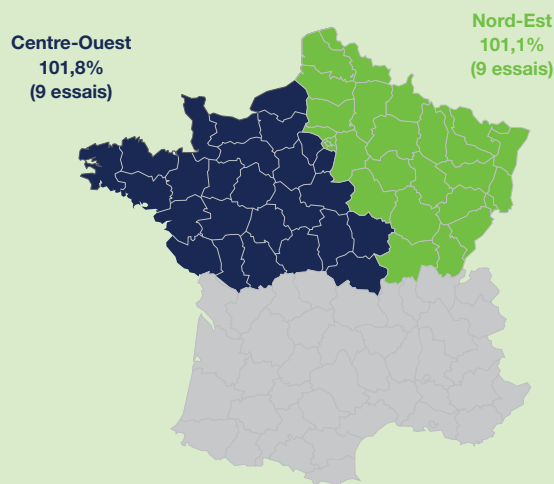 Centre-Ouest
101,8%
(9 essais)
Nord-Est
101,1%
(9 essais)